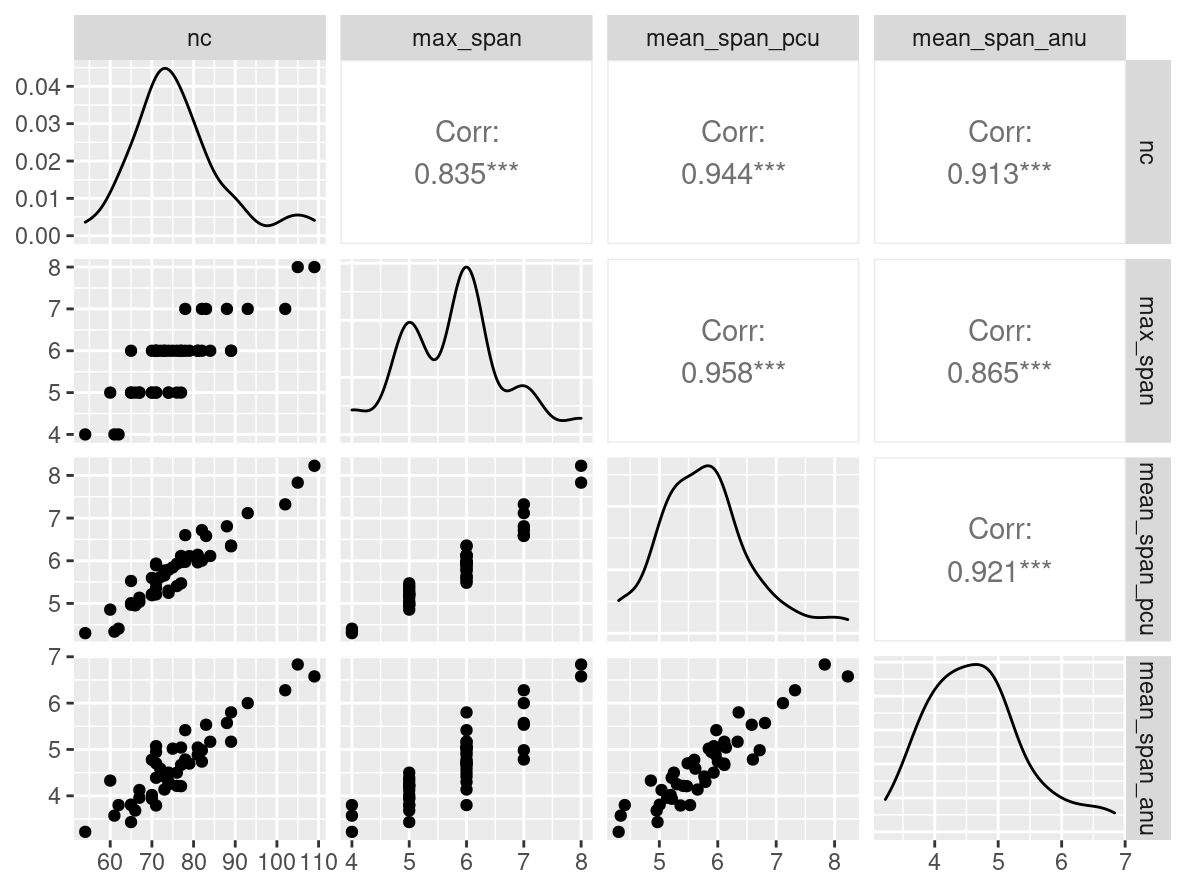 nc max_span mean_span_pcu mean_span_anu
0.04
0.03
0.02
0.01
0.00
Corr:
0.835***
Corr:
0.944***
Corr:
0.913***
nc
8
7
6
5
4
Corr:
0.958***
Corr:
0.865***
max_span
8
7
6
5
Corr:
0.921***
mean_span_pcu
7
6
5
4
mean_span_anu
60 70 80 90 100 110 4 5 6 7 8 5 6 7 8 4 5 6 7